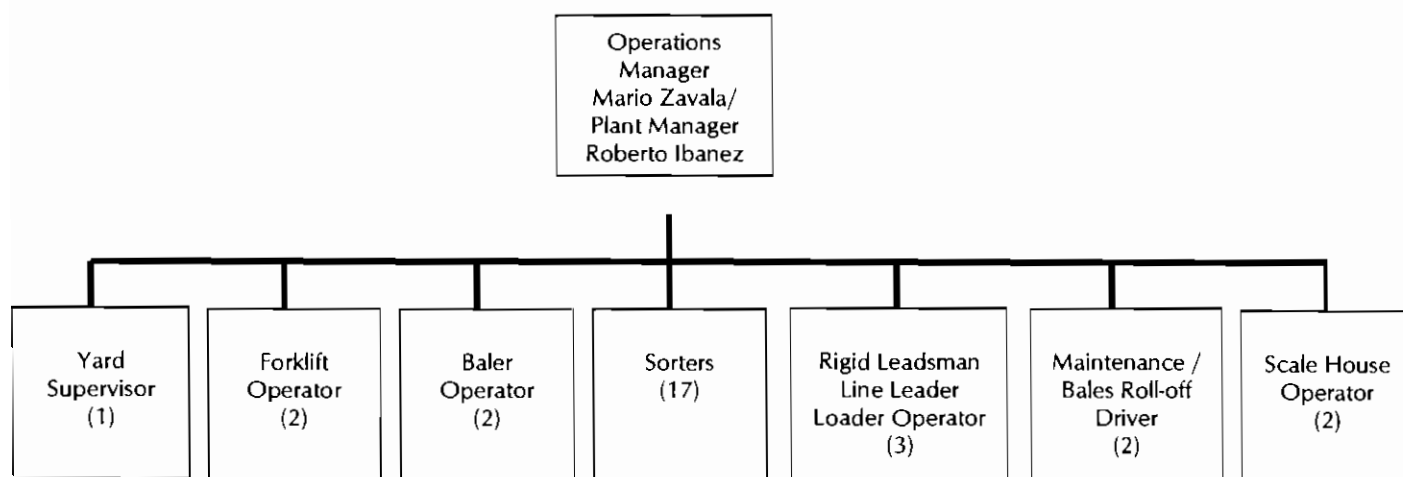 Operations
Manager
Mario Zavala/
Plant Manager
Roberto Ibanez
Yard
Supervisor
(1)
Forklift
Operator
(2)
Baler
Operator
(2)
Sorters
(17)
Rigid Leadsman
Line Leader
Loader Operator
(3)
Maintenance /
Bales Roll-off
Driver
(2)
Scale House
Operator
(2)